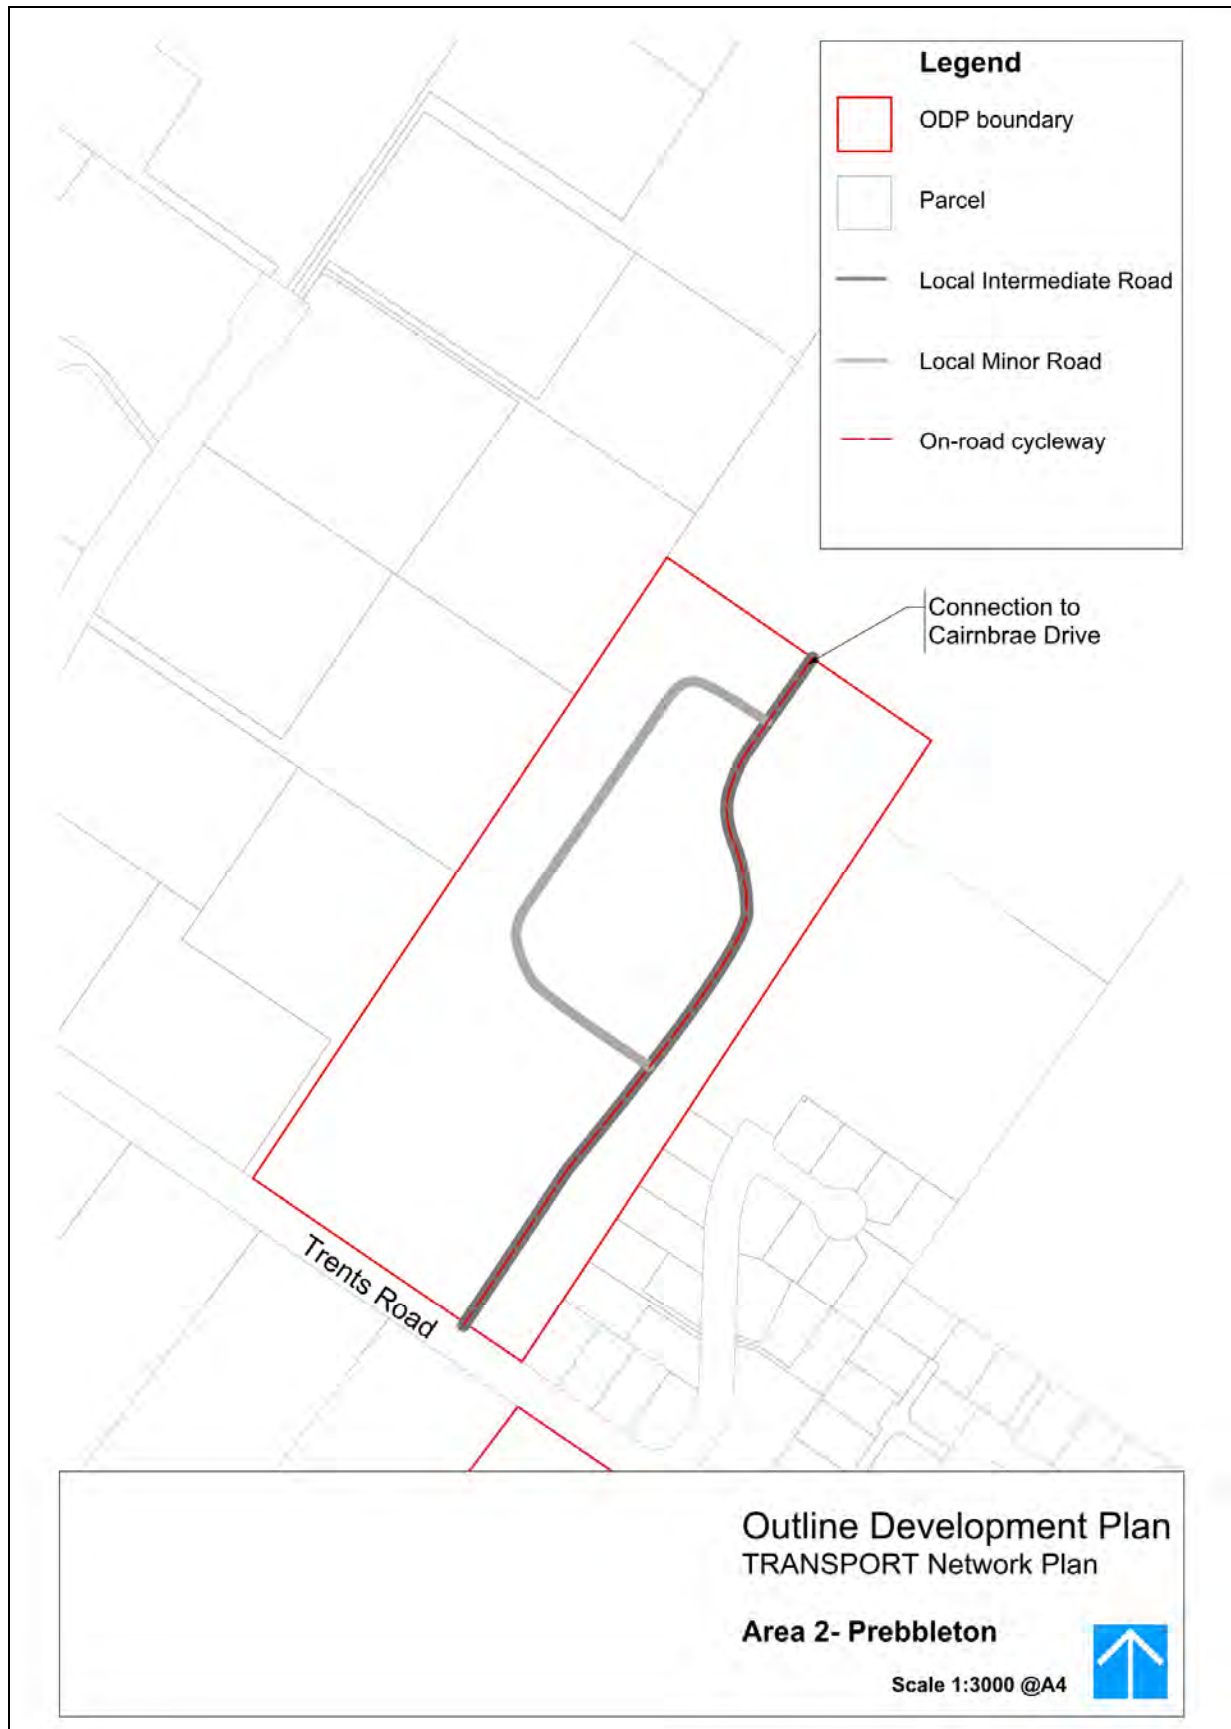 Legend
ODP boundary
Parcel
Local Intermediate Road
Local Minor Road
On-road cycleway
Connection to
Cairnbrae Drive
Trents Road
Outline Development Plan
TRANSPORT Network Plan
Area 2- Prebbleton
Scale 1:3000 @A4